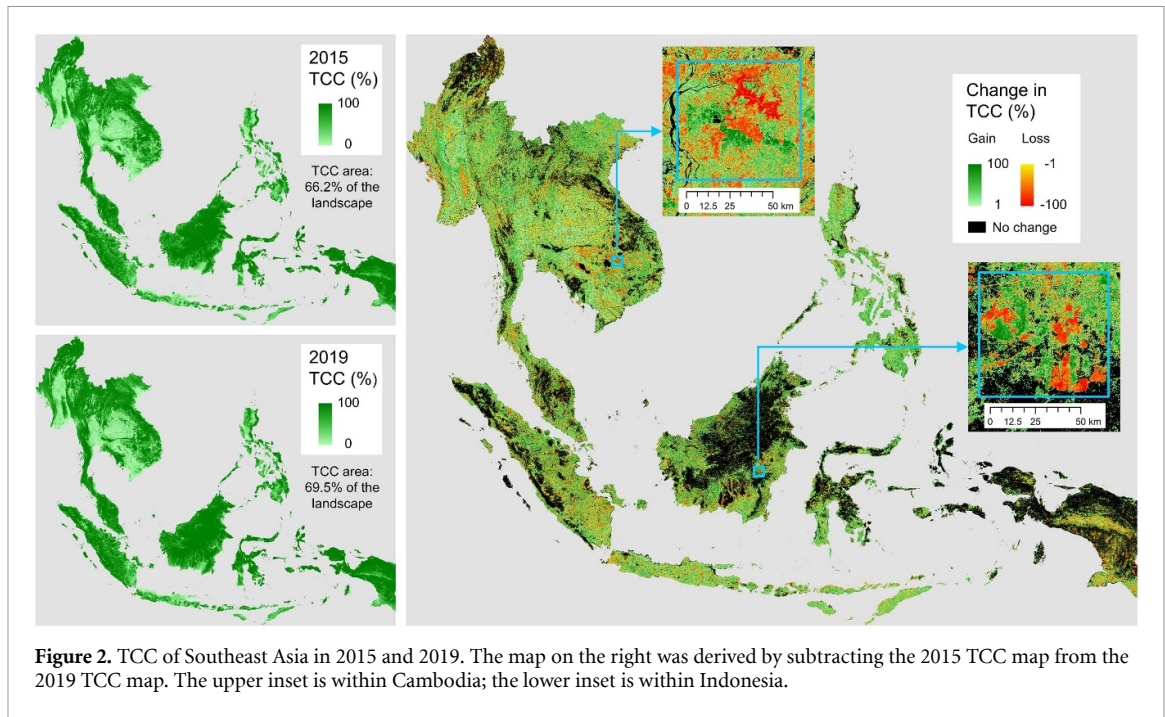 2015
TCC (%)
100
0
TCC area:
66.2% of the
landscape
2019
TCC (%)
100
0
TCC area:
69.5% of the
landscape
0 12.5 25 50 km
Change in
TCC (%)
Gain Loss
100 -1
1 -100
No change
0 12.5 25 50 km
Figure 2. TCC of Southeast Asia in 2015 and 2019. The map on the right was derived by subtracting the 2015 TCC map from the
2019 TCC map. The upper inset is within Cambodia; the lower inset is within Indonesia.